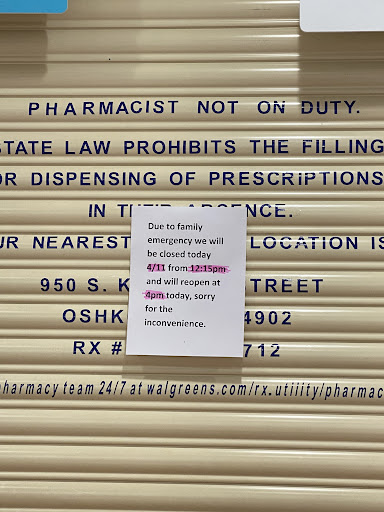 PHARMACIST NOT ON DUTY.
STATE LAW PROHIBITS THE FILLING
OR DISPENSING OF PRESCRIPTIONS
IN THEIR ABSENCE.
UR NEAREST LOCATION IS
950 S. K TREET
OSHK 4902
RX # 712
pharmacy team 24/7 at walgreens.com/rx.utility/pharmac
Due to family
emergency we will
be closed today
4/11 from 12:15pm
and will reopen at
4pm today, sorry
for the
inconvenience.